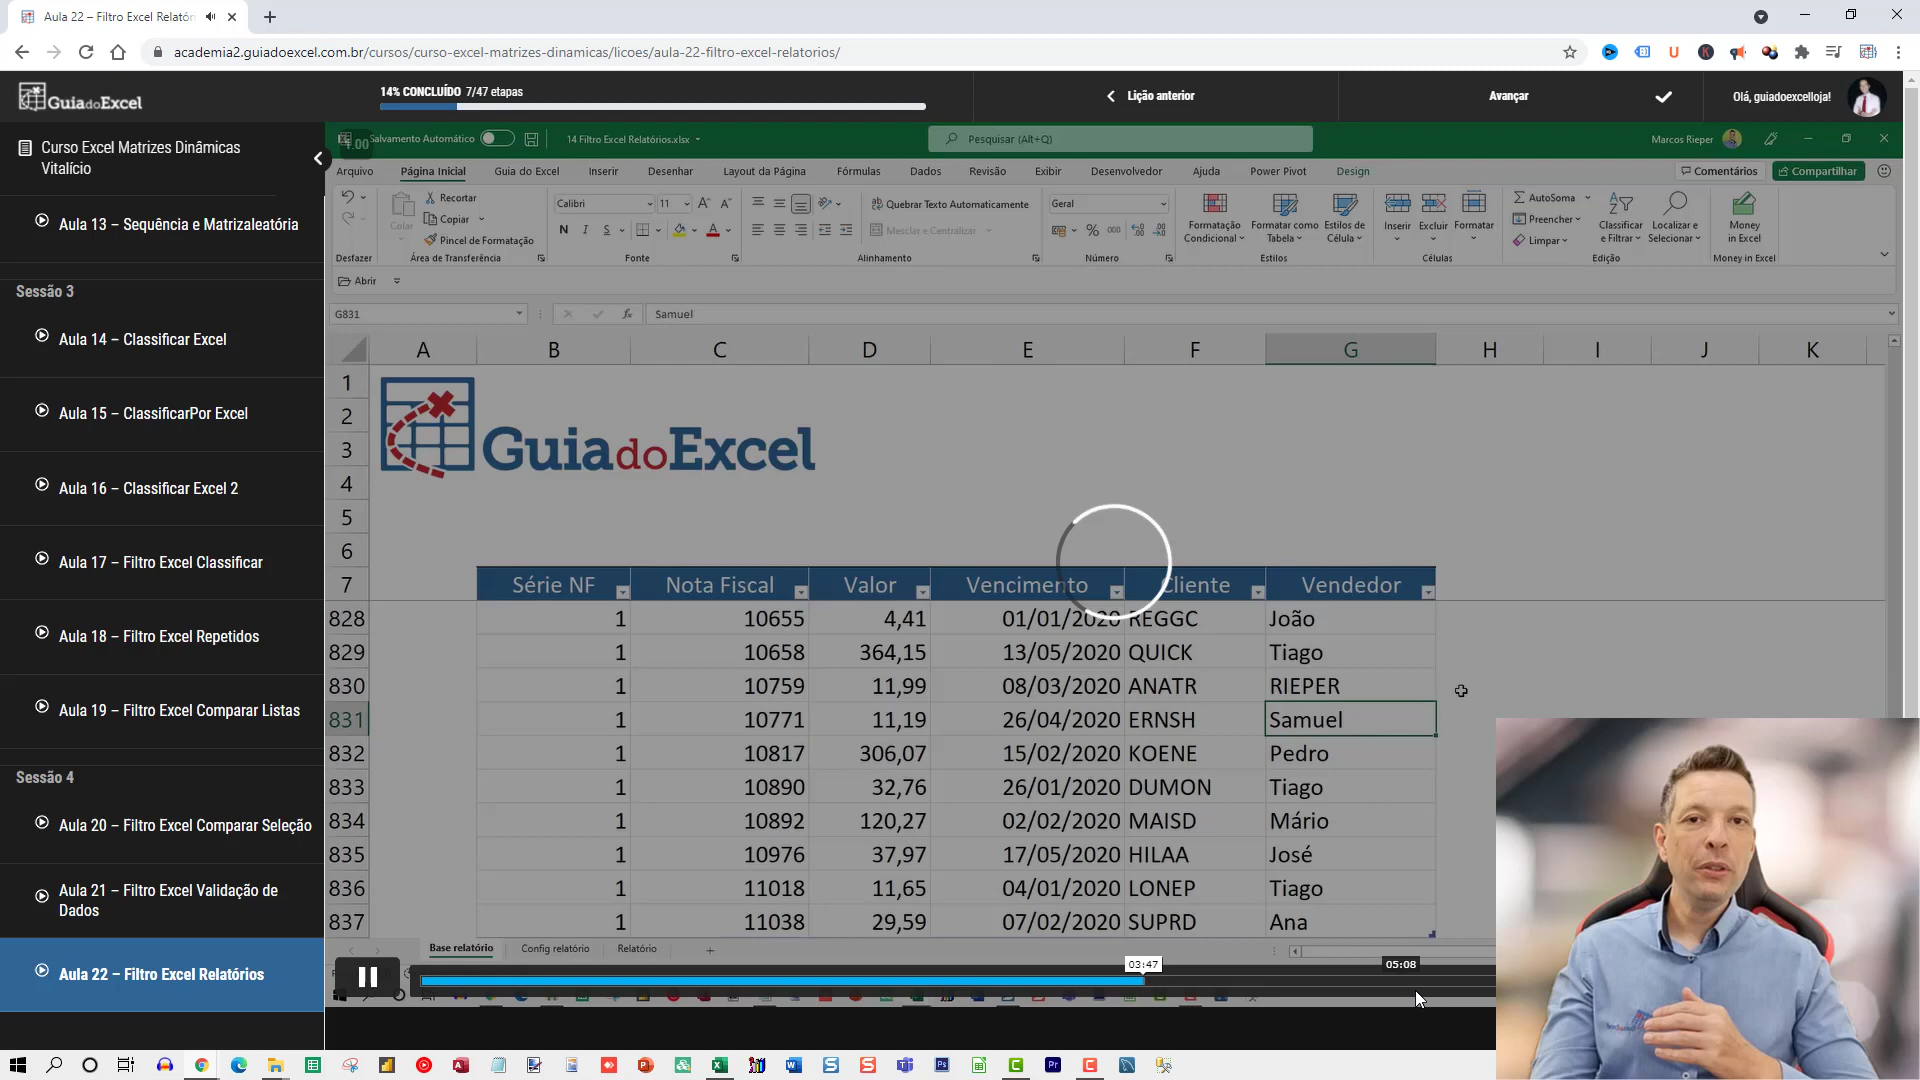 Aula 22 – Filtro Excel Relatóri
academia2.guiadoexcel.com.br/cursos/curso-excel-matrizes-dinamicas/licoes/aula-22-filtro-excel-relatorios/
GuiadoExcel
14% CONCLUÍDO 7/47 etapas
Lição anterior
Avançar
Olá, guiadoexcelloja!
Curso Excel Matrizes Dinâmicas
Vitalício
Aula 13 – Sequência e Matrizaleatória
Sessão 3
Aula 14 – Classificar Excel
Aula 15 – ClassificarPor Excel
Aula 16 – Classificar Excel 2
Aula 17 – Filtro Excel Classificar
Aula 18 – Filtro Excel Repetidos
Aula 19 – Filtro Excel Comparar Listas
Sessão 4
Aula 20 – Filtro Excel Comparar Seleção
Aula 21 – Filtro Excel Validação de
Dados
Aula 22 – Filtro Excel Relatórios
1.00
Salvamento Automático
14 Filtro Excel Relatórios.xlsx
Pesquisar (Alt+Q)
Marcos Rieper
Arquivo Página Inicial Guia do Excel Inserir Desenhar Layout da Página Fórmulas Dados Revisão Exibir Desenvolvedor Ajuda Power Pivot Design Comentários Compartilhar
Colar
Recortar
Copiar
Pincel de Formatação
Calibri 11
N I S
Quebrar Texto Automaticamente
Mesclar e Centralizar
Geral
% 000
Formatação
Condicional
Formatar como
Tabela
Estilos de
Célula
Inserir Excluir Formatar
AutoSoma
Preencher
Limpar
Classificar
e Filtrar
Localizar e
Selecionar
Money
in Excel
Desfazer Área de Transferência Fonte Alinhamento Número Estilos Células Edição Money in Excel
Abrir
G831 fx Samuel
A B C D E F G H I J K
1
2
3
4
5
6
GuiadoExcel
7 Série NF Nota Fiscal Valor Vencimento Cliente Vendedor
828 1 10655 4,41 01/01/2020 REGGC João
829 1 10658 364,15 13/05/2020 QUICK Tiago
830 1 10759 11,99 08/03/2020 ANATR RIEPER
831 1 10771 11,19 26/04/2020 ERNSH Samuel
832 1 10817 306,07 15/02/2020 KOENE Pedro
833 1 10890 32,76 26/01/2020 DUMON Tiago
834 1 10892 120,27 02/02/2020 MAISD Mário
835 1 10976 37,97 17/05/2020 HILAA José
836 1 11018 11,65 04/01/2020 LONEP Tiago
837 1 11038 29,59 07/02/2020 SUPRD Ana
Base relatório Config relatório Relatório
03:47
05:08